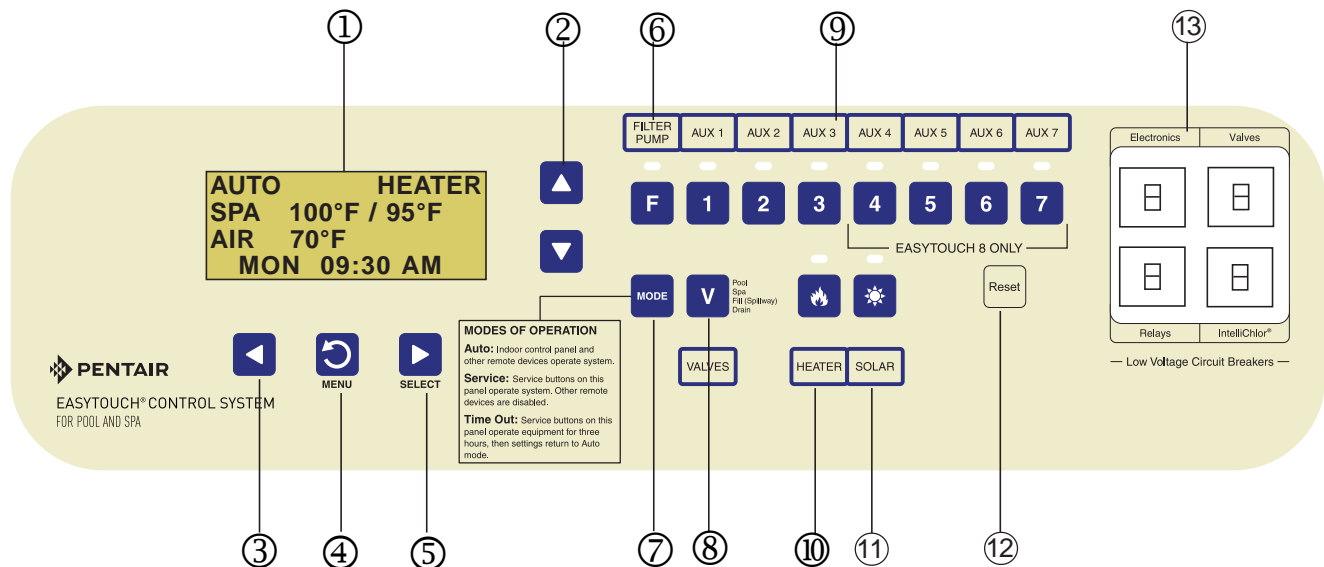 ① ② ⑥ ⑨ ⑬
FILTER PUMP AUX 1 AUX 2 AUX 3 AUX 4 AUX 5 AUX 6 AUX 7
Electronics Valves
AUTO HEATER
SPA 100°F / 95°F
AIR 70°F
MON 09:30 AM
F 1 2 3 4 5 6 7
EASYTOUCH 8 ONLY
MODE
V
Pool
Spa
Fill (Spillway)
Drain
Reset
Relays IntelliChlor®
Low Voltage Circuit Breakers
MENU
SELECT
MODES OF OPERATION
Auto: Indoor control panel and
other remote devices operate system.
Service: Service buttons on this
panel operate system. Other remote
devices are disabled.
Time Out: Service buttons on this
panel operate equipment for three
hours, then settings return to Auto
mode.
VALVES
HEATER SOLAR
PENTAIR
EASYTOUCH® CONTROL SYSTEM
FOR POOL AND SPA
③ ④ ⑤ ⑦ ⑧ ⑩ ⑪ ⑫